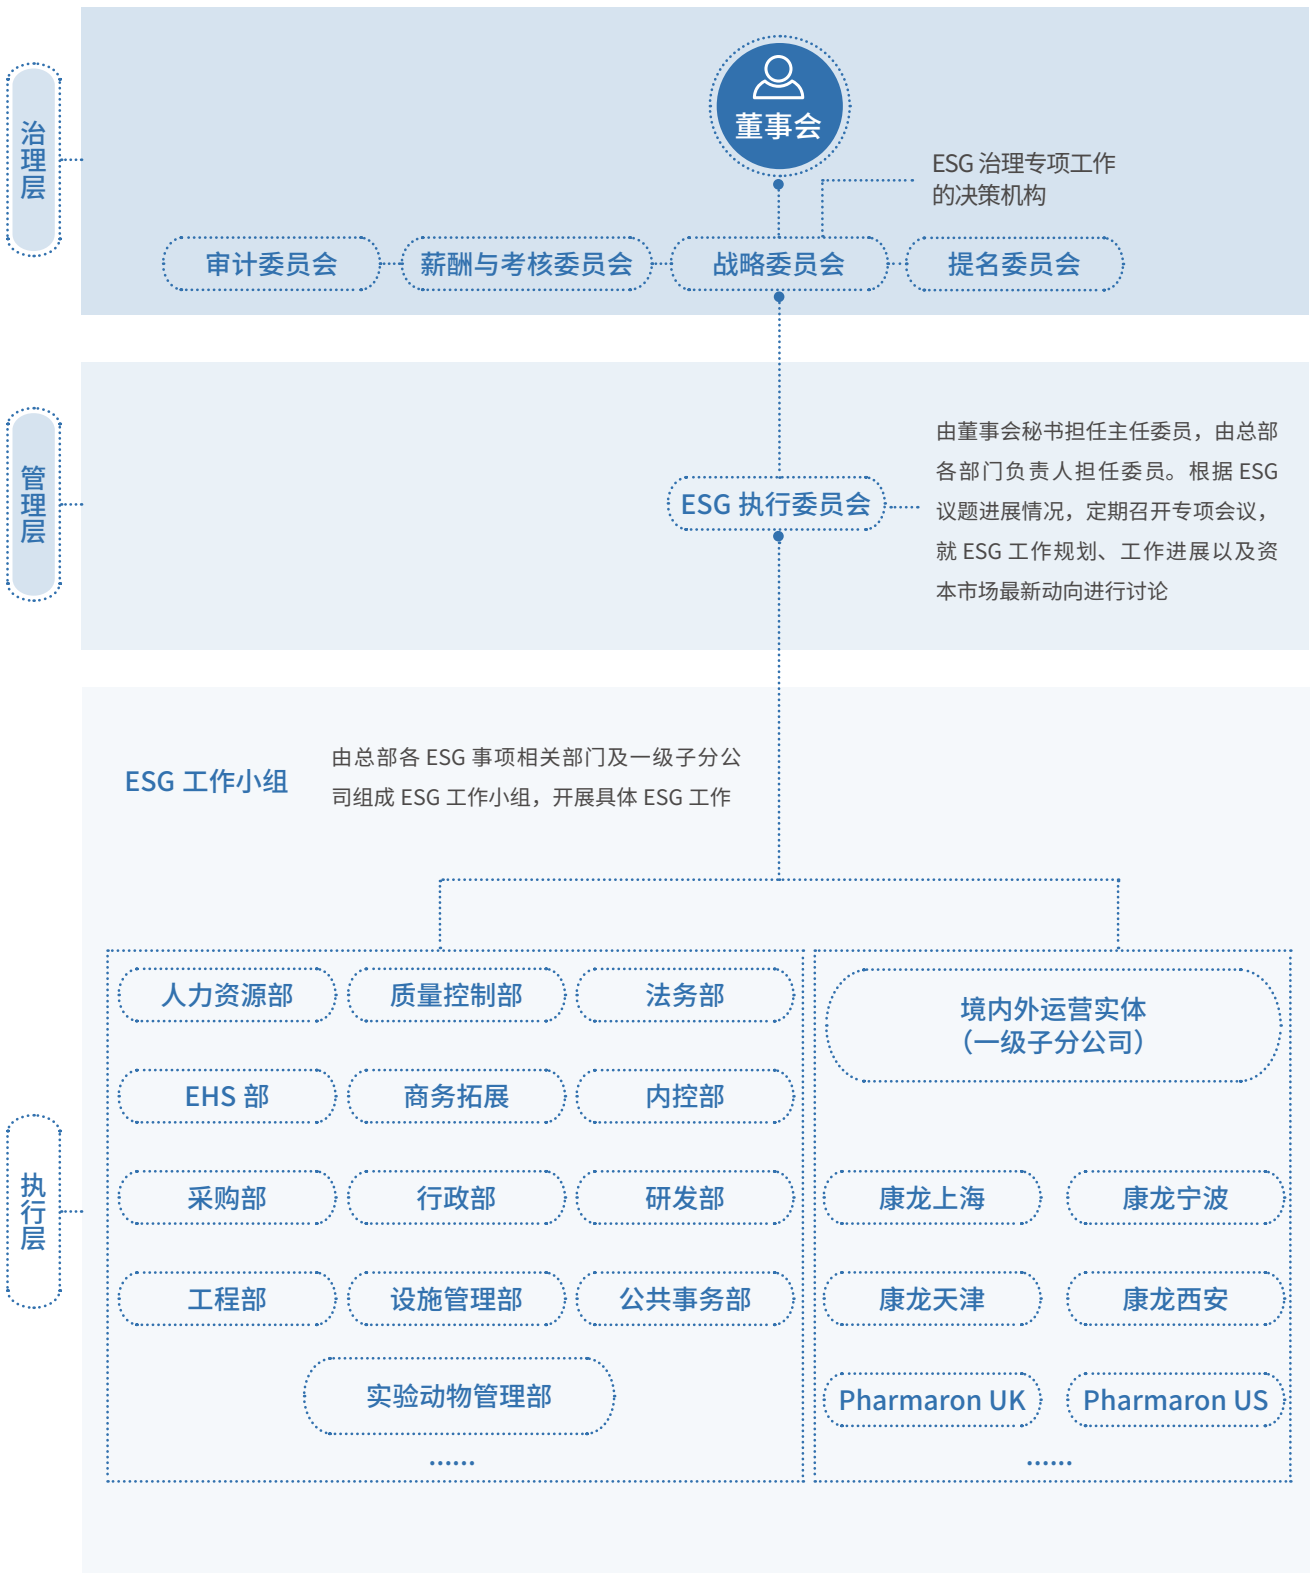 治理层
董事会
ESG 治理专项工作
的决策机构
审计委员会
薪酬与考核委员会
战略委员会
提名委员会
管理层
ESG 执行委员会
由董事会秘书担任主任委员，由总部
各部门负责人担任委员。根据 ESG
议题进展情况，定期召开专项会议，
就 ESG 工作规划、工作进展以及资
本市场最新动向进行讨论
执行层
ESG 工作小组
由总部各 ESG 事项相关部门及一级子分公
司组成 ESG 工作小组，开展具体 ESG 工作
人力资源部
质量控制部
法务部
EHS 部
商务拓展
内控部
采购部
行政部
研发部
工程部
设施管理部
公共事务部
实验动物管理部
……
境内外运营实体
（一级子分公司）
康龙上海
康龙宁波
康龙天津
康龙西安
Pharmaron UK
Pharmaron US
……